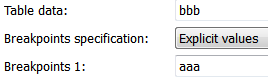 Table data: bbb
Breakpoints specification: Explicit values
Breakpoints 1: aaa